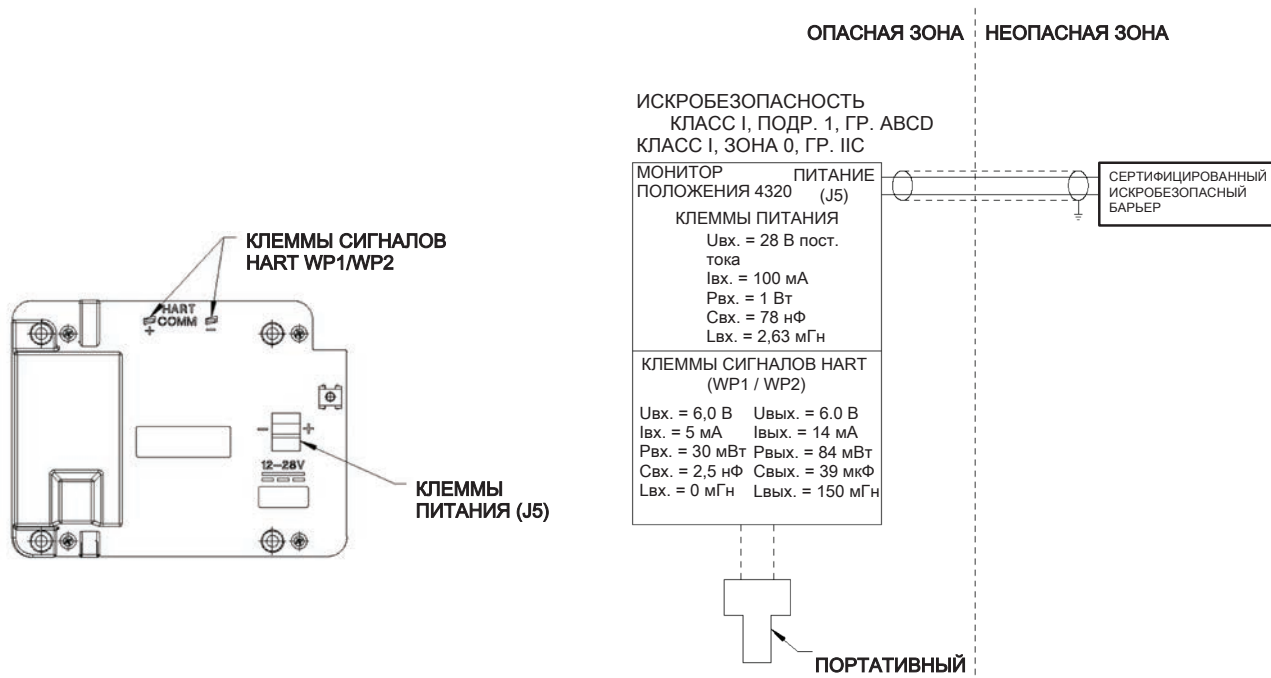 ОПАСНАЯ ЗОНА
НЕОПАСНАЯ ЗОНА
ИСКРОБЕЗОПАСНОСТЬ
КЛАСС I, ПОДР. 1, ГР. ABCD
КЛАСС I, ЗОНА 0, ГР. IIC
МОНИТОР
ПОЛОЖЕНИЯ 4320
ПИТАНИЕ
(J5)
КЛЕММЫ ПИТАНИЯ
Uвх. = 28 В пост.
тока
Iвх. = 100 мА
Pвх. = 1 Вт
Cвх. = 78 нФ
Lвх. = 2,63 мГн
КЛЕММЫ СИГНАЛОВ HART
(WP1 / WP2)
Uвх. = 6,0 В Uвых. = 6.0 В
Iвх. = 5 мА Iвых. = 14 мА
Pвх. = 30 мВт Pвых. = 84 мВт
Cвх. = 2,5 нФ Cвых. = 39 мкФ
Lвх. = 0 мГн Lвых. = 150 мГн
СЕРТИФИЦИРОВАННЫЙ
ИСКРОБЕЗОПАСНЫЙ
БАРЬЕР
ПОРТАТИВНЫЙ
КЛЕММЫ СИГНАЛОВ
HART WP1/WP2
HART
COMM
+ −
− +
12–28V
КЛЕММЫ
ПИТАНИЯ (J5)